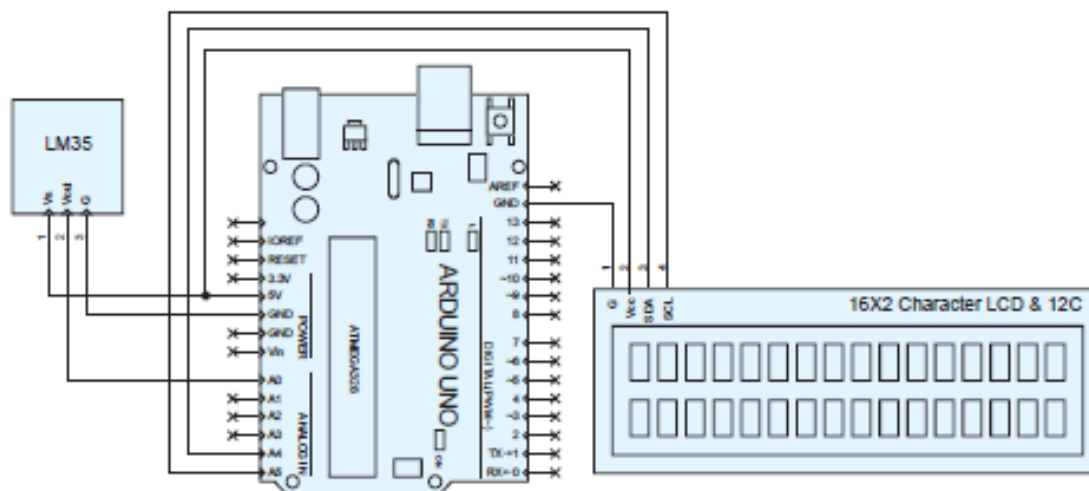 LM35
Vs
Vout
G
1
2
3
IOREF
RESET
3.3V
5V
GND
GND
Vin
A0
A1
A2
A3
A4
A5
POWER
ANALOG IN
ATMEGA328
ARDUINO UNO
TX
L
ON
AREF
GND
13
12
11
~10
~9
8
7
~6
~5
4
~3
2
TX→1
RX←0
1
2
3
4
G
Vcc
SDA
SCL
16X2 Character LCD & 12C